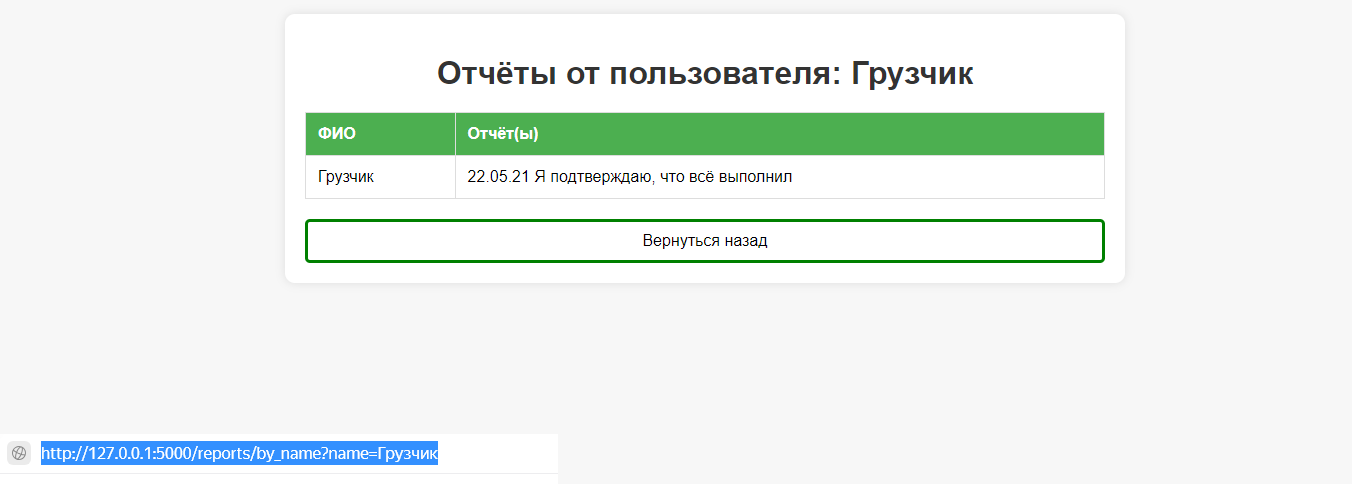 Отчёты от пользователя: Грузчик
ФИО Отчёт(ы)
Грузчик 22.05.21 Я подтверждаю, что всё выполнил
Вернуться назад
http://127.0.0.1:5000/reports/by_name?name=Грузчик